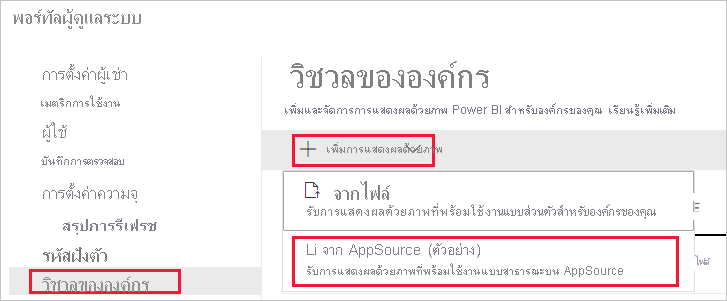 พอร์ทัลผู้ดูแลระบบ
การตั้งค่าผู้เช่า
เมตริกการใช้งาน
ผู้ใช้
บันทึกการตรวจสอบ
การตั้งค่าความจุ
สรุปการรีเฟรช
รหัสฝังตัว
วิชวลขององค์กร
วิชวลขององค์กร
เพิ่มและจัดการการแสดงผลด้วยภาพ Power BI สําหรับองค์กรของคุณ เรียนรู้เพิ่มเติม
เพิ่มการแสดงผลด้วยภาพ
จากไฟล์
รับการแสดงผลด้วยภาพที่พร้อมใช้งานแบบส่วนตัวสําหรับองค์กรของคุณ
Li จาก AppSource (ตัวอย่าง)
รับการแสดงผลด้วยภาพที่พร้อมใช้งานแบบสาธารณะบน AppSource